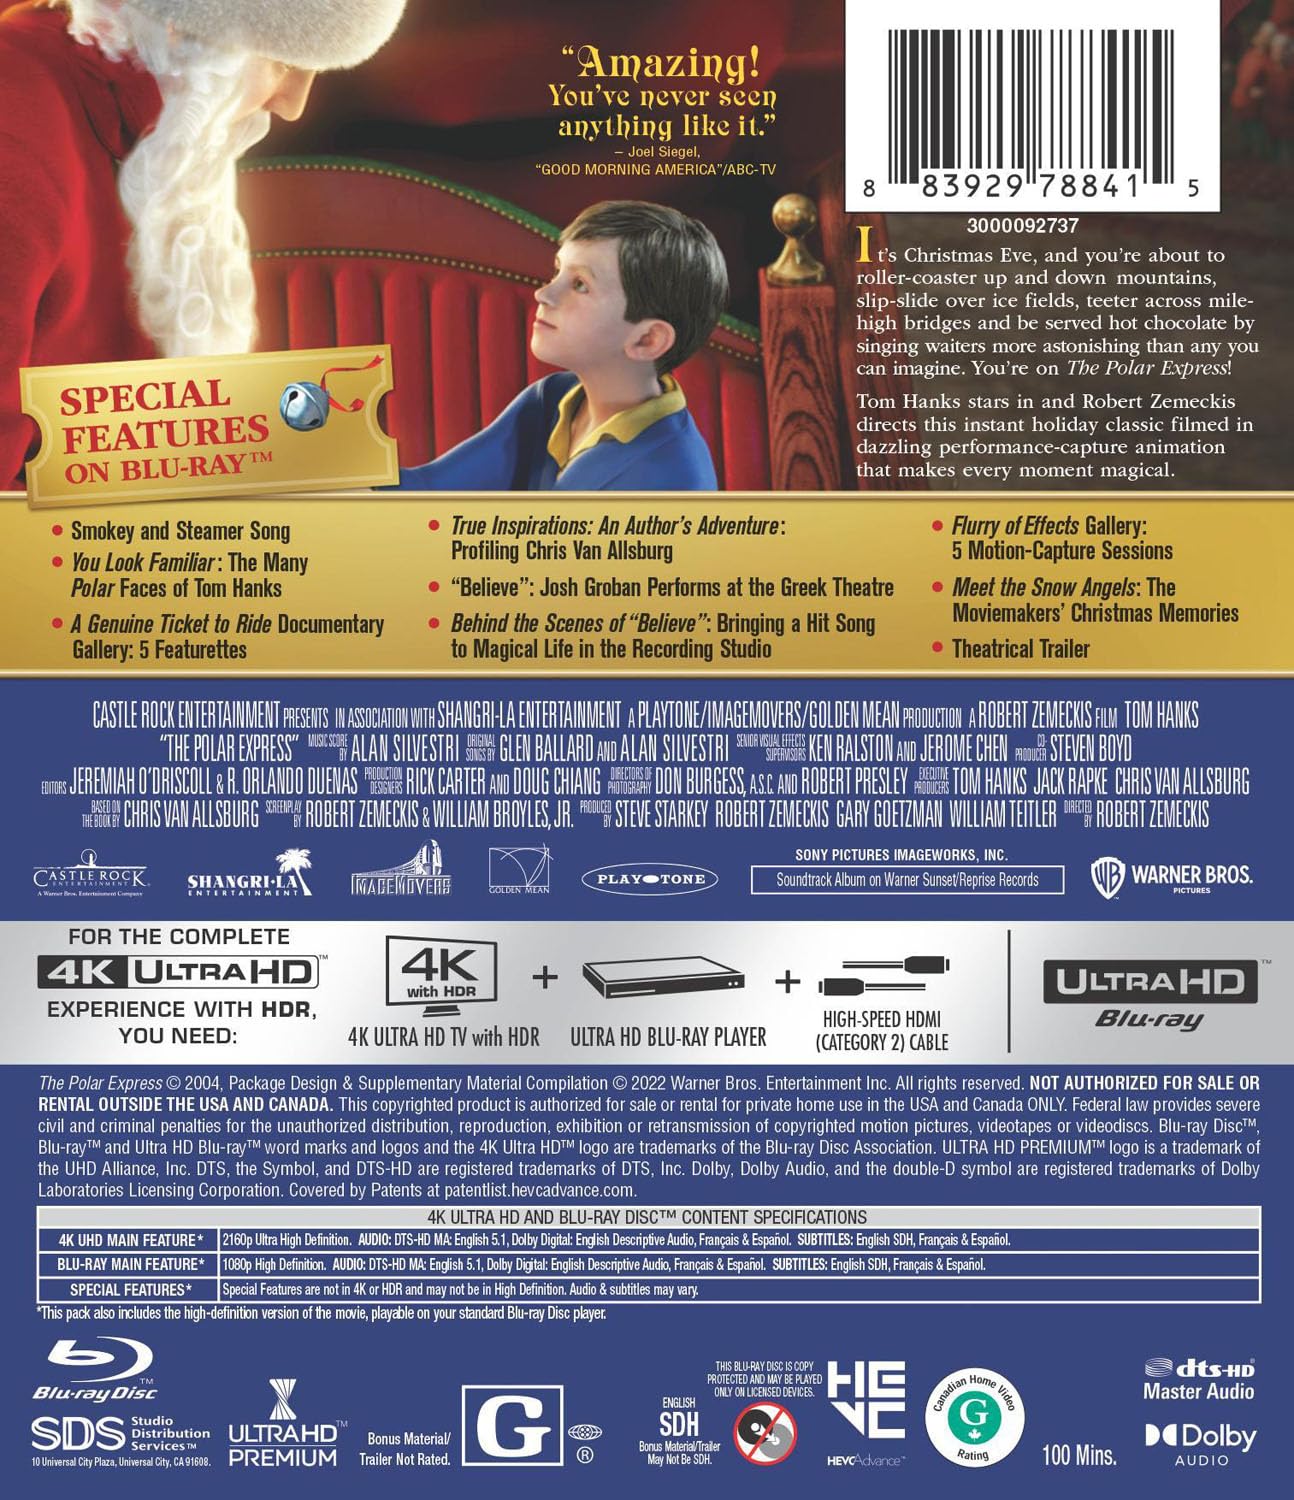 “Amazing!
You’ve never seen
anything like it.”
– Joel Siegel,
“GOOD MORNING AMERICA”/ABC-TV
8 83929 78841 5
3000092737
It’s Christmas Eve, and you’re about to
roller-coaster up and down mountains,
slip-slide over ice fields, teeter across mile-
high bridges and be served hot chocolate by
singing waiters more astonishing than any you
can imagine. You’re on The Polar Express!
Tom Hanks stars in and Robert Zemeckis
directs this instant holiday classic filmed in
dazzling performance-capture animation
that makes every moment magical.
SPECIAL
FEATURES
ON BLU-RAY™
• Smokey and Steamer Song
• You Look Familiar: The Many
Polar Faces of Tom Hanks
• A Genuine Ticket to Ride Documentary
Gallery: 5 Featurettes
• True Inspirations: An Author’s Adventure:
Profiling Chris Van Allsburg
• “Believe”: Josh Groban Performs at the Greek Theatre
• Behind the Scenes of “Believe”: Bringing a Hit Song
to Magical Life in the Recording Studio
• Flurry of Effects Gallery:
5 Motion-Capture Sessions
• Meet the Snow Angels: The
Moviemakers’ Christmas Memories
• Theatrical Trailer
CASTLE ROCK ENTERTAINMENT PRESENTS IN ASSOCIATION WITH SHANGRI-LA ENTERTAINMENT A PLAYTONE/IMAGEMOVERS/GOLDEN MEAN PRODUCTION A ROBERT ZEMECKIS FILM TOM HANKS
“THE POLAR EXPRESS” MUSIC SCORE BY ALAN SILVESTRI ORIGINAL SONGS BY GLEN BALLARD AND ALAN SILVESTRI SENIOR VISUAL EFFECTS SUPERVISORS KEN RALSTON AND JEROME CHEN CO-PRODUCER STEVEN BOYD
EDITORS JEREMIAH O’DRISCOLL & R. ORLANDO DUENAS PRODUCTION DESIGNERS RICK CARTER AND DOUG CHIANG DIRECTORS OF PHOTOGRAPHY DON BURGESS, A.S.C. AND ROBERT PRESLEY EXECUTIVE PRODUCERS TOM HANKS JACK RAPKE CHRIS VAN ALLSBURG
BASED ON THE BOOK BY CHRIS VAN ALLSBURG SCREENPLAY BY ROBERT ZEMECKIS & WILLIAM BROYLES, JR. PRODUCED BY STEVE STARKEY ROBERT ZEMECKIS GARY GOETZMAN WILLIAM TEITLER DIRECTED BY ROBERT ZEMECKIS
CASTLE ROCK
ENTERTAINMENT
A Warner Bros. Entertainment Company
SHANGRI-LA
ENTERTAINMENT
IMAGEMOVERS
GOLDEN MEAN
PLAYTONE
SONY PICTURES IMAGEWORKS, INC.
Soundtrack Album on Warner Sunset/Reprise Records
WB™ WARNER BROS.
PICTURES
FOR THE COMPLETE
4K ULTRAHD™
EXPERIENCE WITH HDR,
YOU NEED:
4K
with HDR
4K ULTRA HD TV with HDR
+
ULTRA HD BLU-RAY PLAYER
+
HIGH-SPEED HDMI
(CATEGORY 2) CABLE
ULTRAHD™
Blu-ray
The Polar Express © 2004, Package Design & Supplementary Material Compilation © 2022 Warner Bros. Entertainment Inc. All rights reserved. NOT AUTHORIZED FOR SALE OR
RENTAL OUTSIDE THE USA AND CANADA. This copyrighted product is authorized for sale or rental for private home use in the USA and Canada ONLY. Federal law provides severe
civil and criminal penalties for the unauthorized distribution, reproduction, exhibition or retransmission of copyrighted motion pictures, videotapes or videodiscs. Blu-ray Disc™,
Blu-ray™ and Ultra HD Blu-ray™ word marks and logos and the 4K Ultra HD™ logo are trademarks of the Blu-ray Disc Association. ULTRA HD PREMIUM™ logo is a trademark of
the UHD Alliance, Inc. DTS, the Symbol, and DTS-HD are registered trademarks of DTS, Inc. Dolby, Dolby Audio, and the double-D symbol are registered trademarks of Dolby
Laboratories Licensing Corporation. Covered by Patents at patentlist.hevcadvance.com.
4K ULTRA HD AND BLU-RAY DISC™ CONTENT SPECIFICATIONS
4K UHD MAIN FEATURE* 2160p Ultra High Definition. AUDIO: DTS-HD MA: English 5.1, Dolby Digital: English Descriptive Audio, Français & Español. SUBTITLES: English SDH, Français & Español.
BLU-RAY MAIN FEATURE* 1080p High Definition. AUDIO: DTS-HD MA: English 5.1, Dolby Digital: English Descriptive Audio, Français & Español. SUBTITLES: English SDH, Français & Español.
SPECIAL FEATURES* Special Features are not in 4K or HDR and may not be in High Definition. Audio & subtitles may vary.
*This pack also includes the high-definition version of the movie, playable on your standard Blu-ray Disc player.
Blu-ray Disc™
SDS Studio
Distribution
Services™
10 Universal City Plaza, Universal City, CA 91608.
ULTRAHD™
PREMIUM
Bonus Material/
Trailer Not Rated.
G
®
THIS BLU-RAY DISC IS COPY
PROTECTED AND MAY BE PLAYED
ONLY ON LICENSED DEVICES.
ENGLISH
SDH
Bonus Material/Trailer
May Not Be SDH.
HEVC
HEVCAdvance™
Canadian Home Video
G
Rating
100 Mins.
dts-HD®
Master Audio
Dolby
AUDIO